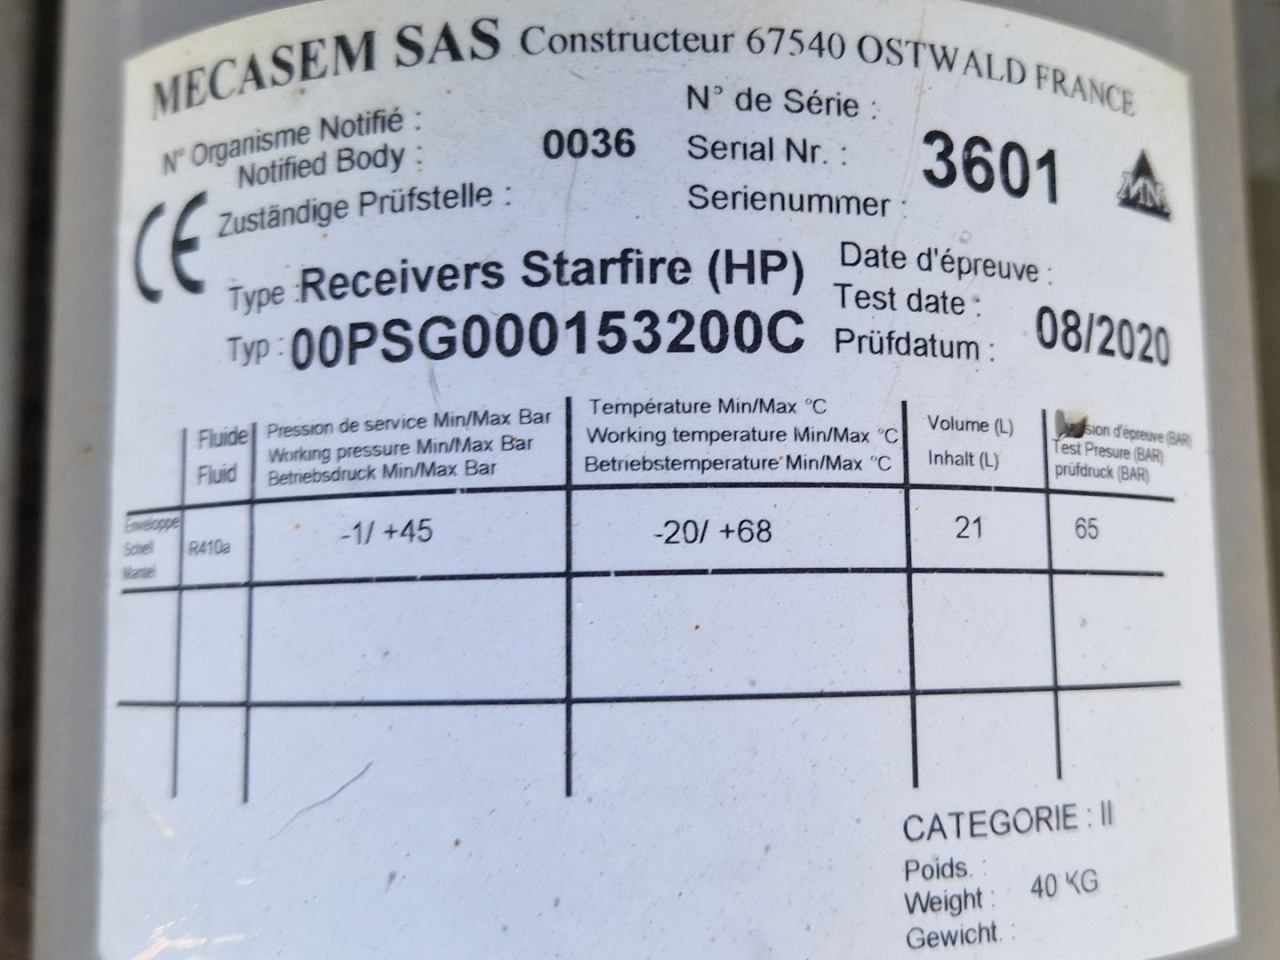 MECASEM SAS Constructeur 67540 OSTWALD FRANCE
N° Organisme Notifié :
Notified Body :
Zuständige Prüfstelle :
0036
N° de Série :
Serial Nr. :
Serienummer :
3601
MN
CE
Type : Receivers Starfire (HP)
Typ : 00PSG000153200C
Date d'épreuve :
Test date :
Prüfdatum :
08/2020
Fluide
Fluid
Pression de service Min/Max Bar
Working pressure Min/Max Bar
Betriebsdruck Min/Max Bar
Température Min/Max °C
Working temperature Min/Max °C
Betriebstemperature Min/Max °C
Volume (L)
Inhalt (L)
d'épreuve (BAR)
Test Presure (BAR)
prüfdruck (BAR)
Enveloppe
Schell
Mantel
R410a
-1/ +45
-20/ +68
21
65
CATEGORIE : II
Poids. :
Weight :
Gewicht. :
40 KG